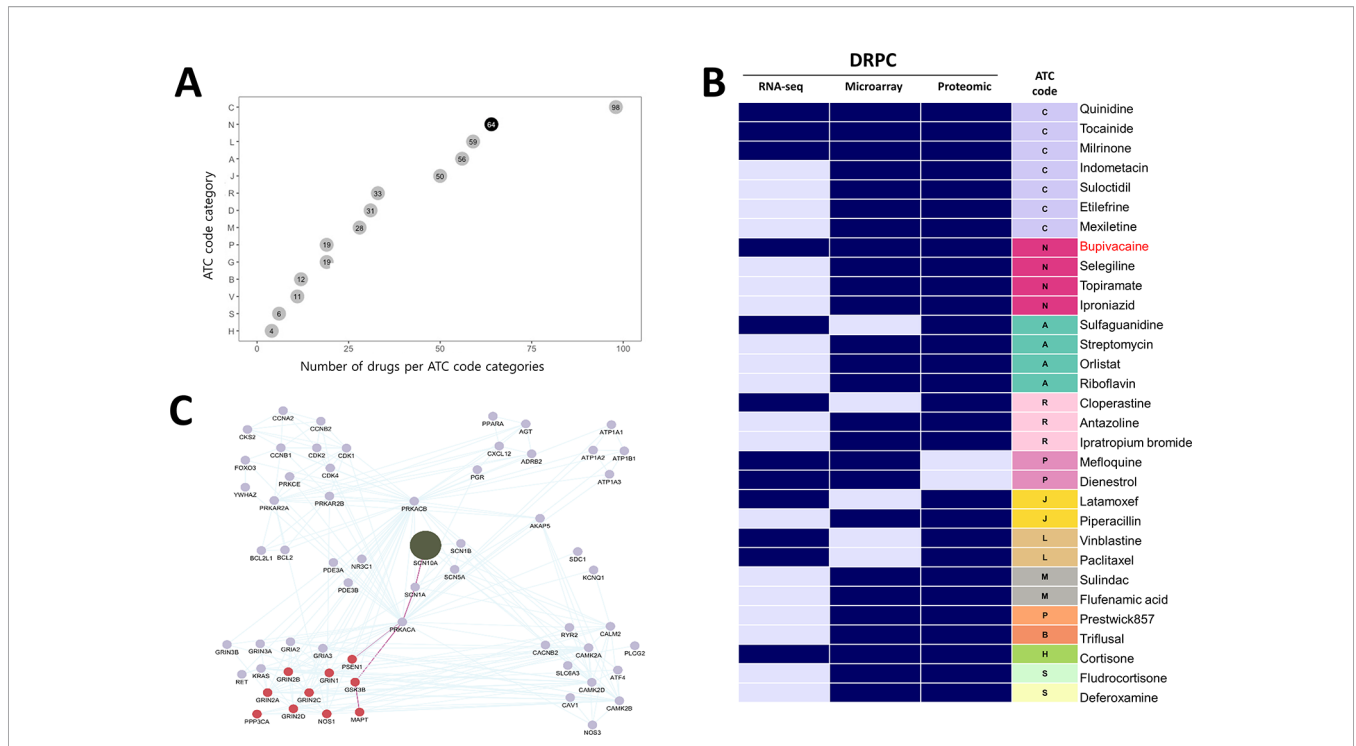 A
C
N
L
A
J
R
D
M
P
G
B
V
S
H
98
64
59
56
50
33
31
28
19
19
12
11
6
4
0
25
50
75
100
ATC code category
Number of drugs per ATC code categories
B
DRPC
RNA-seq Microarray Proteomic
ATC
code
C Quinidine
C Tocainide
C Milrinone
C Indometacin
C Suloctidil
C Etilefrine
C Mexiletine
N Bupivacaine
N Selegiline
N Topiramate
N Iproniazid
A Sulfaguanidine
A Streptomycin
A Orlistat
A Riboflavin
R Cloperastine
R Antazoline
R Ipratropium bromide
P Mefloquine
P Dienestrol
J Latamoxef
J Piperacillin
L Vinblastine
L Paclitaxel
M Sulindac
M Flufenamic acid
P Prestwick857
B Triflusal
H Cortisone
S Fludrocortisone
S Deferoxamine
C
CCNA2
CCNB2
CKS2
CCNB1
CDK2
CDK1
FOXO3
CDK4
PRKCE
YWHAZ
PRKAR2A
PRKAR2B
BCL2L1
BCL2
PDE3A
NR3C1
PDE3B
PPARA
AGT
CXCL12
ADRB2
PGR
ATP1A1
ATP1A2
ATP1B1
ATP1A3
PRKACB
AKAP5
SCN10A
SCN1B
SCN5A
SCN1A
SDC1
KCNQ1
PRKACA
GRIN3B
GRIN3A
GRIA2
GRIA3
PSEN1
RET
KRAS
GRIN2B
GRIN1
GSK3B
GRIN2A
GRIN2C
PPP3CA
GRIN2D
NOS1
MAPT
RYR2
CALM2
CACNB2
CAMK2A
PLCG2
SLC6A3
ATF4
CAMK2D
CAV1
CAMK2B
NOS3